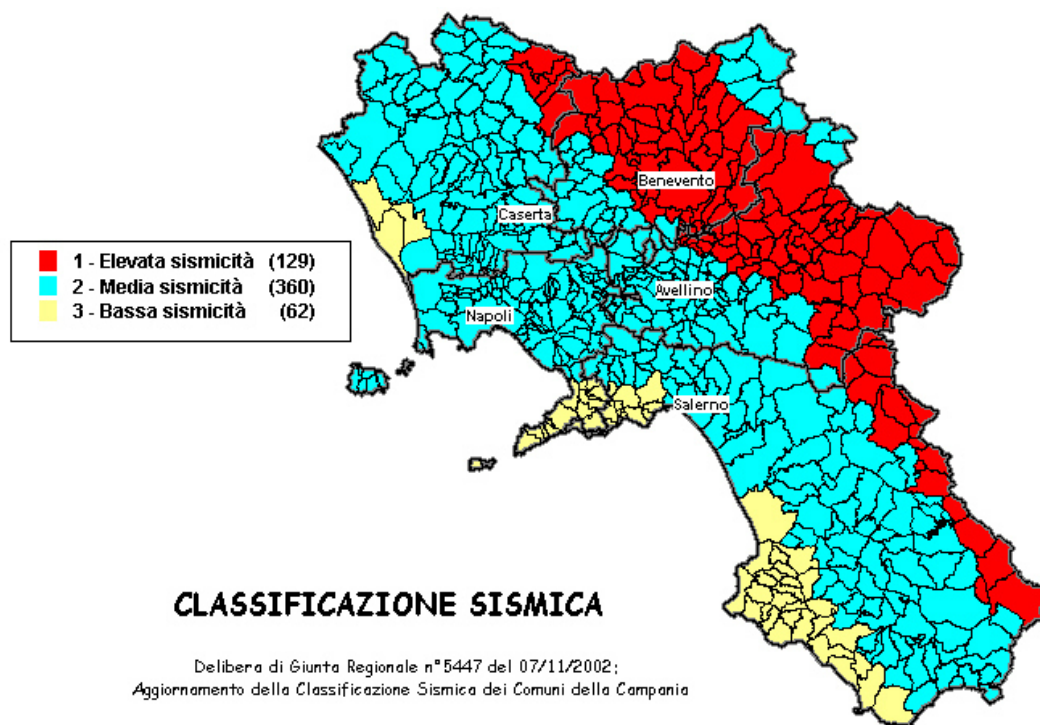 Benevento
Caserta
1 - Elevata sismicità (129)
2 - Media sismicità (360)
3 - Bassa sismicità (62)
Avellino
Napoli
Salerno
CLASSIFICAZIONE SISMICA
Delibera di Giunta Regionale n°5447 del 07/11/2002;
Aggiornamento della Classificazione Sismica dei Comuni della Campania